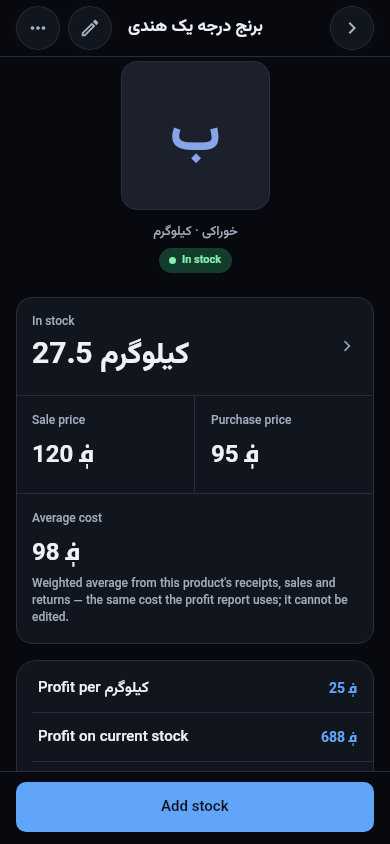 برنج درجه یک هندی
ب
خوراکی · کیلوگرم
In stock
In stock
27.5 کیلوگرم
Sale price
120 ؋
Purchase price
95 ؋
Average cost
98 ؋
Weighted average from this product's receipts, sales and
returns — the same cost the profit report uses; it cannot be
edited.
Profit per کیلوگرم
25 ؋
Profit on current stock
688 ؋
Add stock